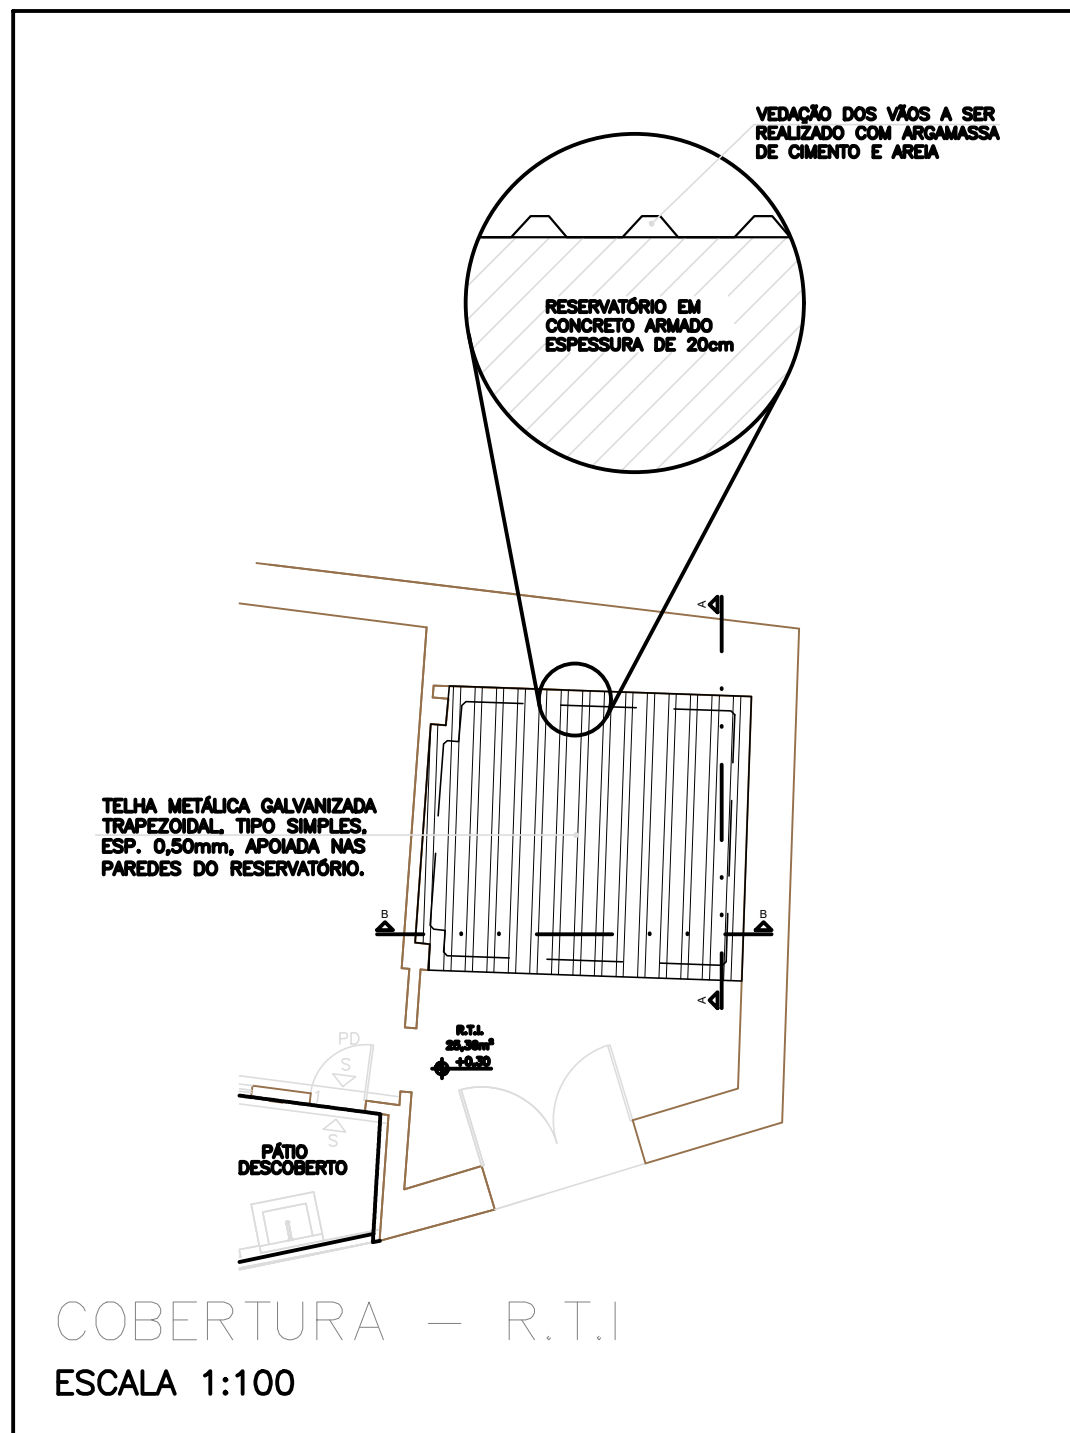 VEDAÇÃO DOS VÃOS A SER
REALIZADO COM ARGAMASSA
DE CIMENTO E AREIA
RESERVATÓRIO EM
CONCRETO ARMADO
ESPESSURA DE 20cm
A
TELHA METÁLICA GALVANIZADA
TRAPEZOIDAL, TIPO SIMPLES,
ESP. 0,50mm, APOIADA NAS
PAREDES DO RESERVATÓRIO.
B
B
A
R.T.I.
+0,30
PD
S
S
PÁTIO
DESCOBERTO
COBERTURA - R.T.I
ESCALA 1:100